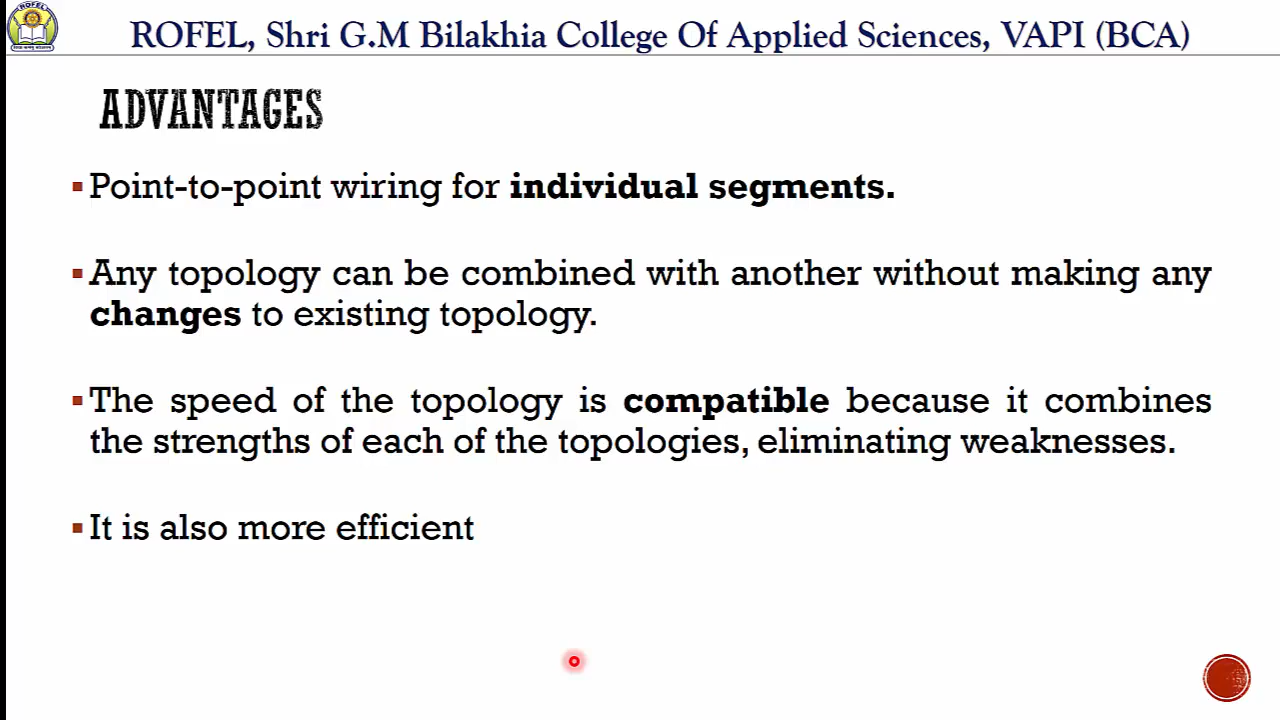 ROFEL
ROFEL, Shri G.M Bilakhia College Of Applied Sciences, VAPI (BCA)
ADVANTAGES
▪Point-to-point wiring for individual segments.
▪Any topology can be combined with another without making any
changes to existing topology.
▪The speed of the topology is compatible because it combines
the strengths of each of the topologies, eliminating weaknesses.
▪It is also more efficient